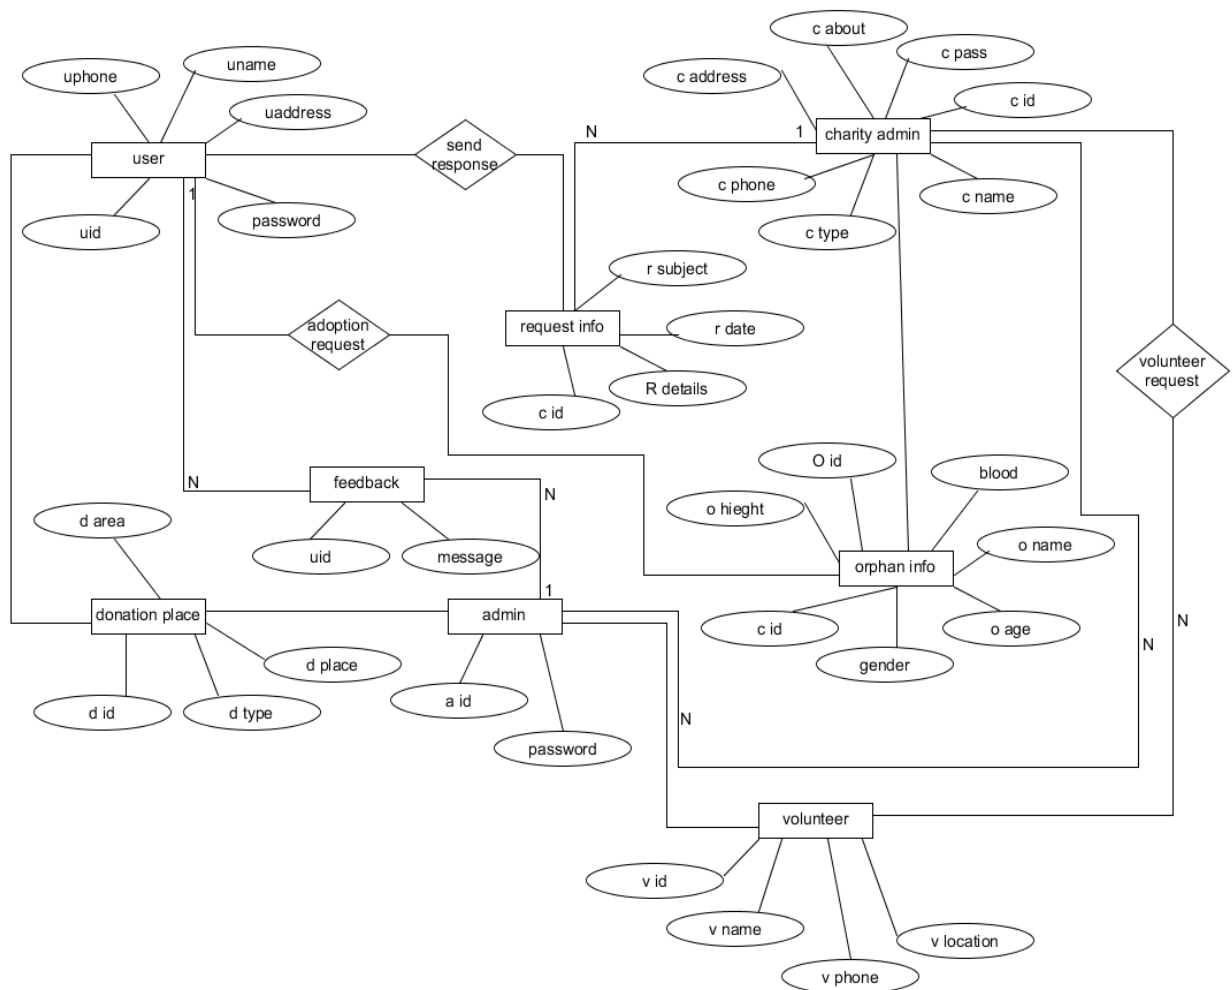 c about
uname
c pass
uphone
c address
c id
uaddress
N
1
charity admin
send
response
user
c phone
1
c name
password
uid
c type
r subject
adoption
request
request info
r date
volunteer
request
R details
c id
O id
blood
N
feedback
N
o hieght
d area
o name
uid
message
orphan info
1
donation place
admin
c id
o age
N
N
d place
gender
a id
d id
d type
N
password
volunteer
v id
v name
v location
v phone